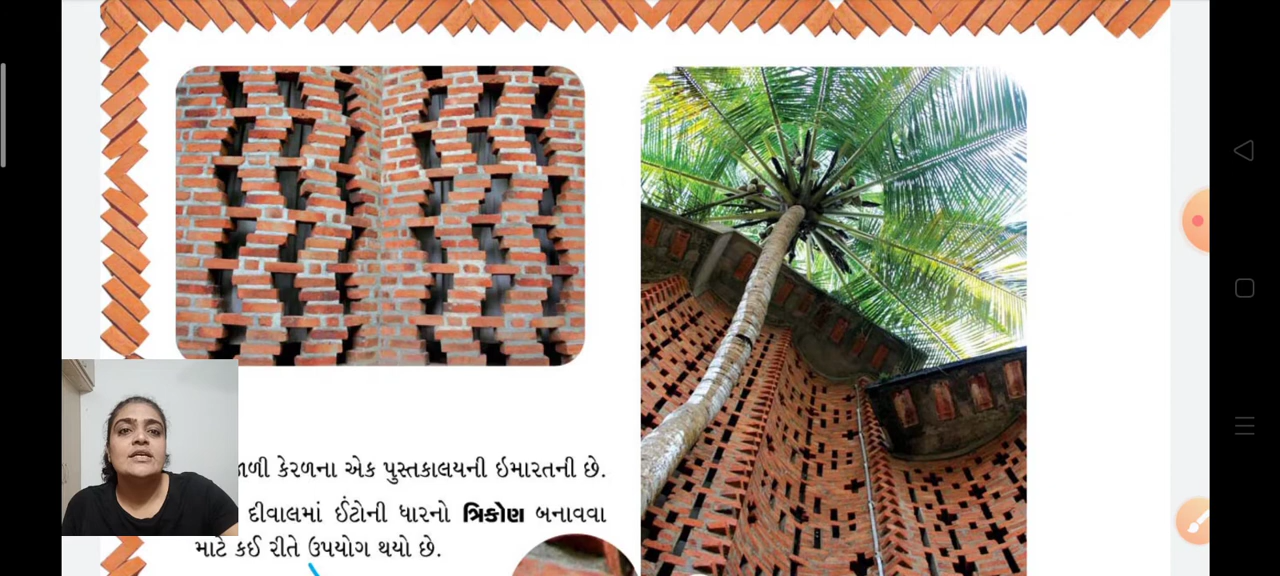 કેરળના એક પુસ્તકાલયની ઇમારતની છે.
દીવાલમાં ઈંટોની ધારનો ત્રિકોણ બનાવવા
માટે કઈ રીતે ઉપયોગ થયો છે.